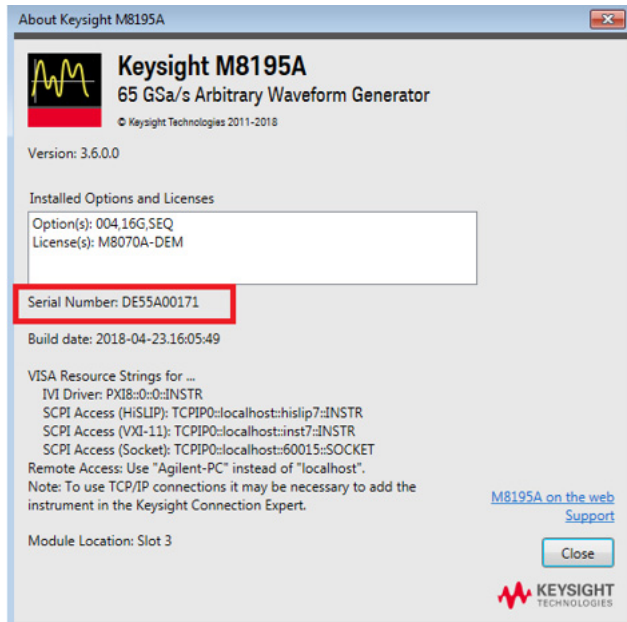 About Keysight M8195A
Keysight M8195A
65 GSa/s Arbitrary Waveform Generator
© Keysight Technologies 2011-2018
Version: 3.6.0.0
Installed Options and Licenses
Option(s): 004,16G,SEQ
License(s): M8070A-DEM
Serial Number: DE55A00171
Build date: 2018-04-23.16:05:49
VISA Resource Strings for ...
IVI Driver: PXI8::0::0::INSTR
SCPI Access (HiSLIP): TCPIP0::localhost::hislip7::INSTR
SCPI Access (VXI-11): TCPIP0::localhost::inst7::INSTR
SCPI Access (Socket): TCPIP0::localhost::60015::SOCKET
Remote Access: Use "Agilent-PC" instead of "localhost".
Note: To use TCP/IP connections it may be necessary to add the
instrument in the Keysight Connection Expert.
M8195A on the web
Support
Module Location: Slot 3
Close
KEYSIGHT
TECHNOLOGIES